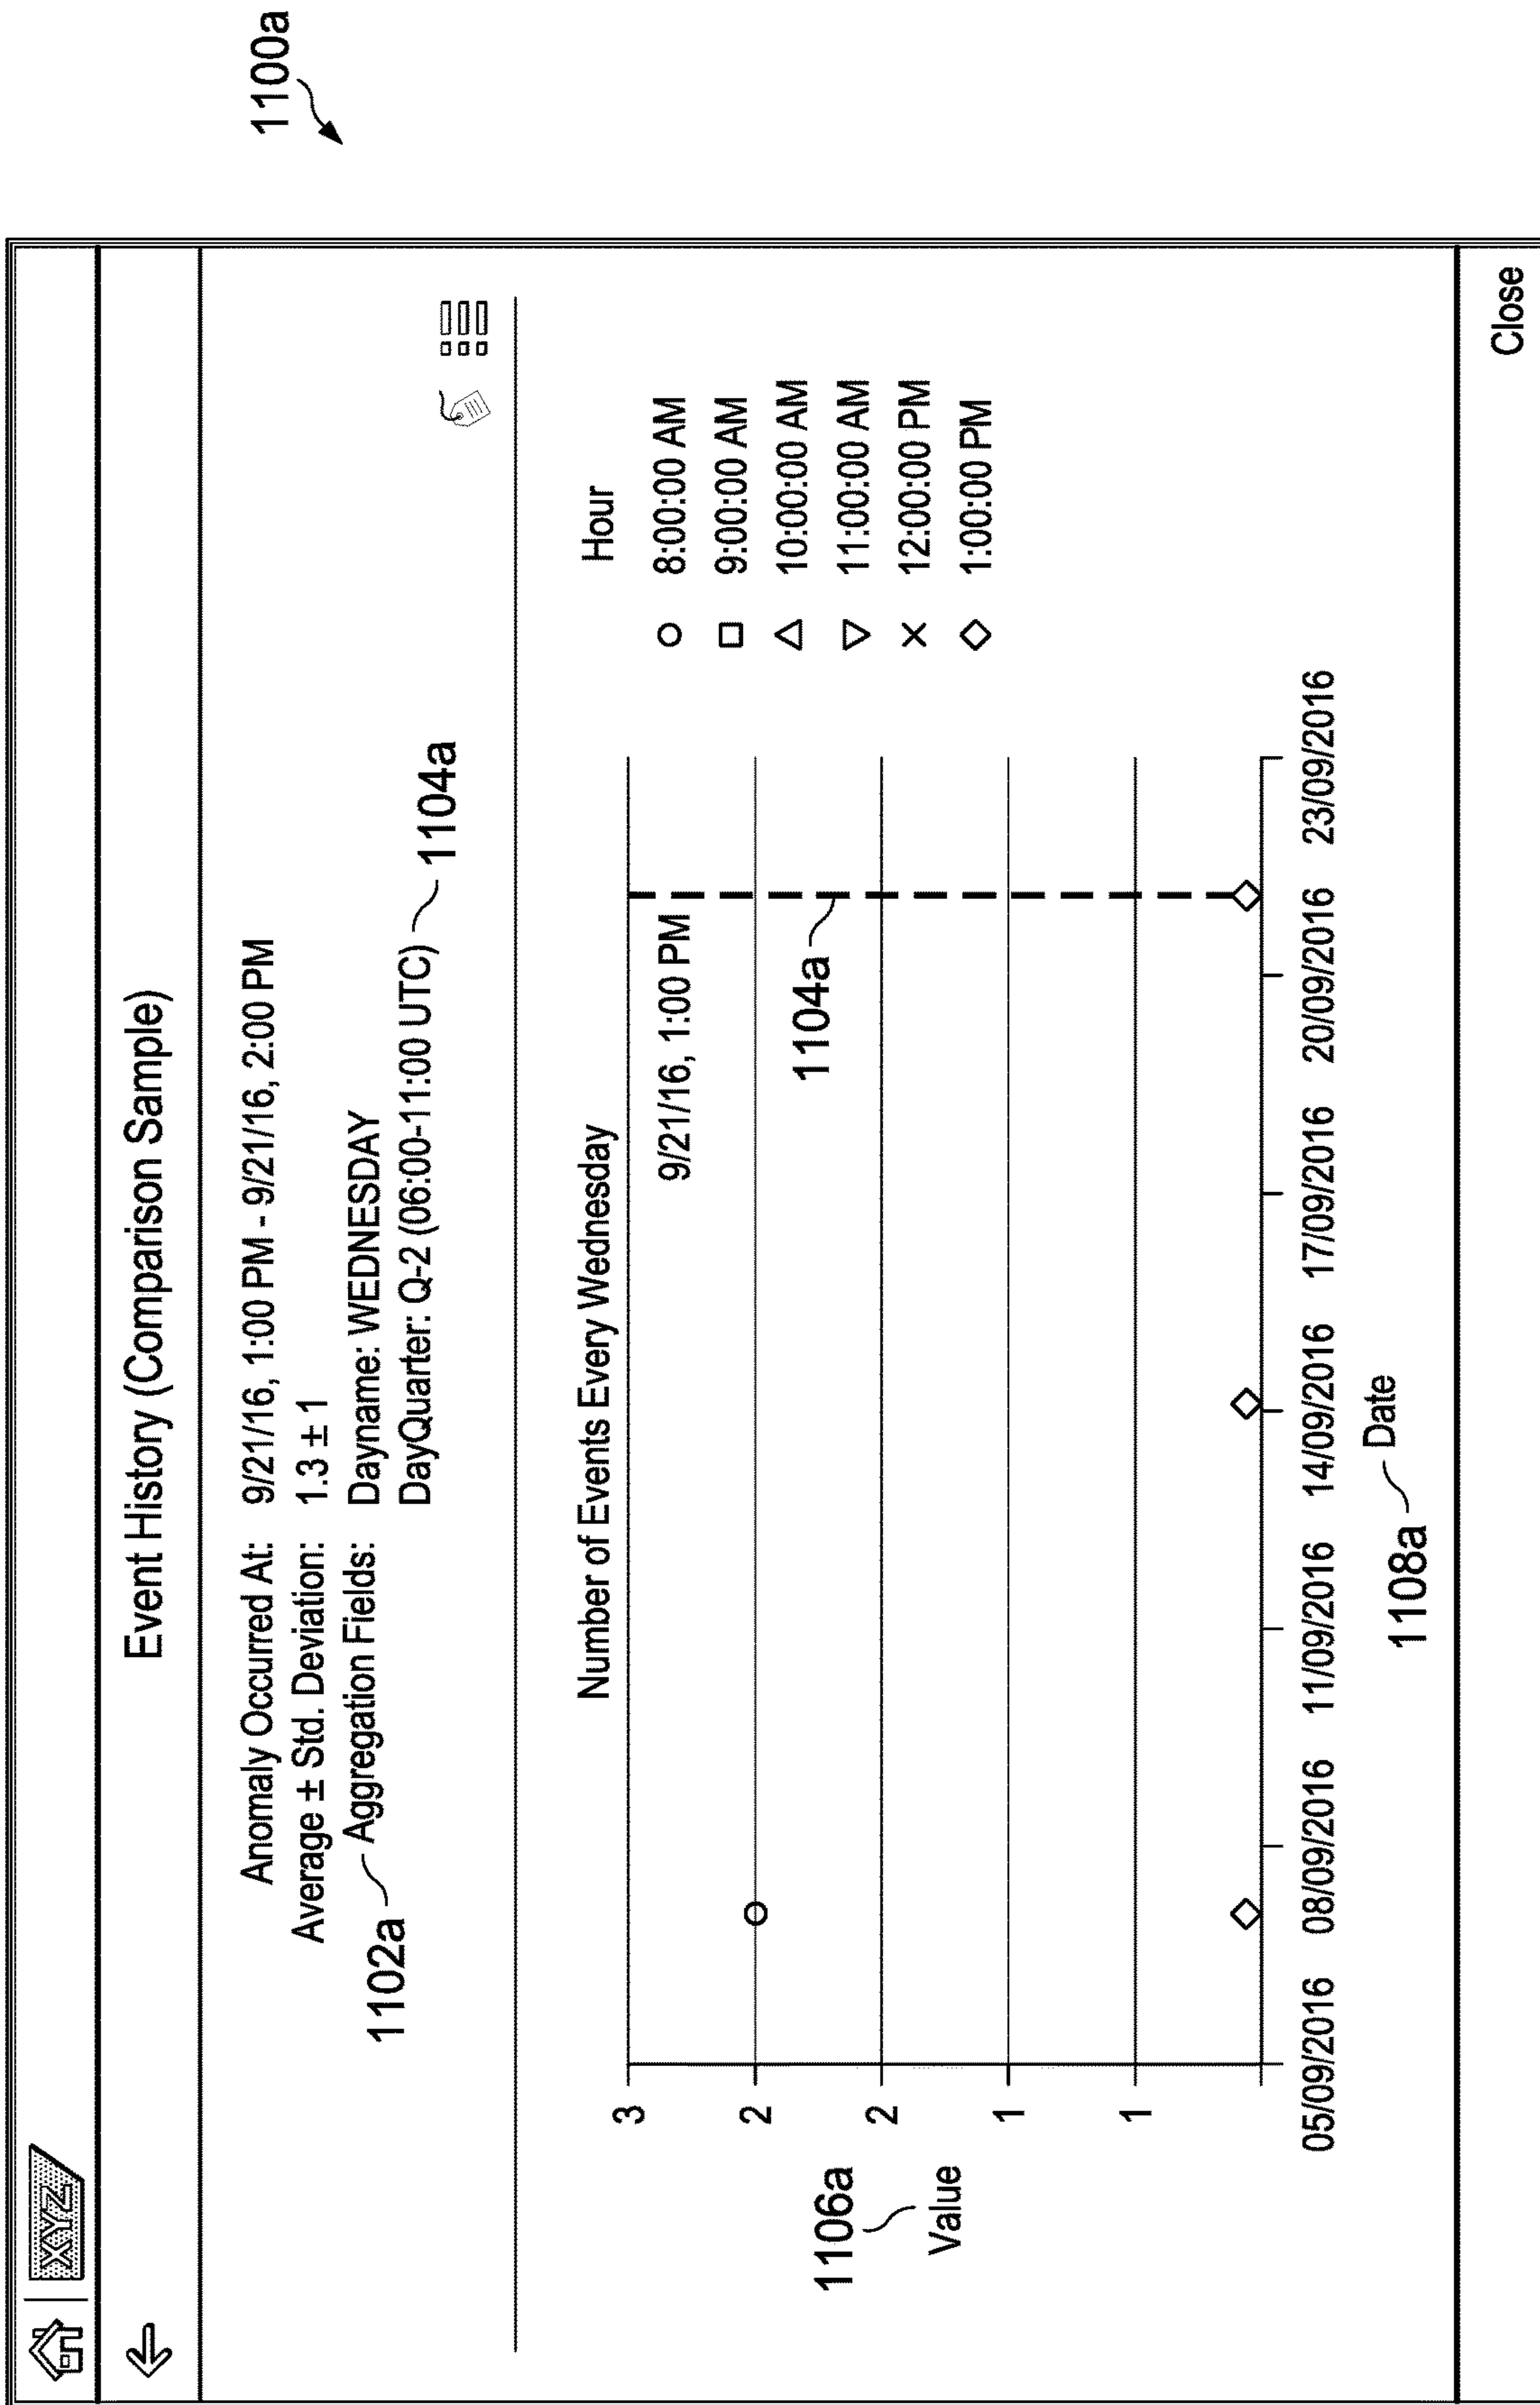 1100a
XYZ
Event History (Comparison Sample)
Anomaly Occurred At: 9/21/16, 1:00 PM - 9/21/16, 2:00 PM
Average ± Std. Deviation: 1.3 ± 1
1102a Aggregation Fields: Dayname: WEDNESDAY
DayQuarter: Q-2 (06:00-11:00 UTC) 1104a
Number of Events Every Wednesday
Hour
8:00:00 AM
9:00:00 AM
10:00:00 AM
11:00:00 AM
12:00:00 PM
1:00:00 PM
3
2
2
1
1
1106a
Value
9/21/16, 1:00 PM
1104a
05/09/2016 08/09/2016 11/09/2016 14/09/2016 17/09/2016 20/09/2016 23/09/2016
1108a Date
Close